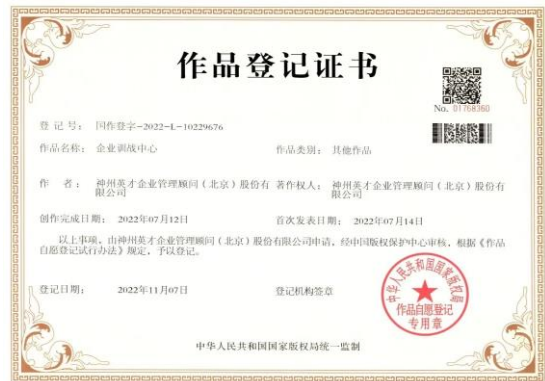 作品登记证书
No. 01768360
登 记 号： 国作登字-2022-L-10229676
作品名称： 企业训战中心
作品类别： 其他作品
作 者： 神州英才企业管理顾问（北京）股份有限公司
著作权人： 神州英才企业管理顾问（北京）股份有限公司
创作完成日期： 2022年07月12日
首次发表日期： 2022年07月14日
以上事项，由神州英才企业管理顾问（北京）股份有限公司申请，经中国版权保护中心审核，根据《作品
自愿登记试行办法》规定，予以登记。
登记日期： 2022年11月07日
登记机构签章
中华人民共和国国家版权局
作品自愿登记
专用章
中华人民共和国国家版权局统一监制